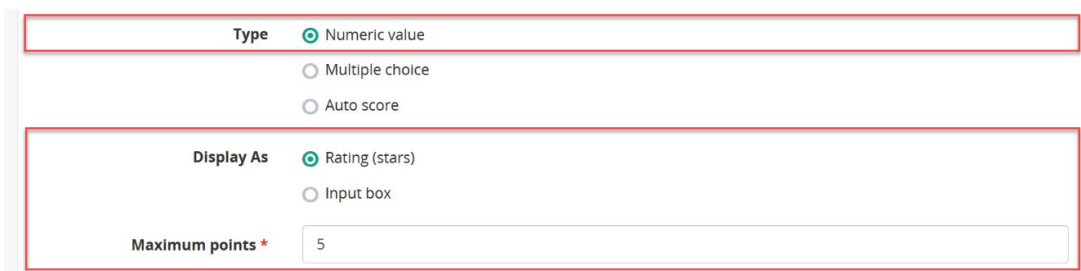 Type Numeric value
Multiple choice
Auto score
Display As Rating (stars)
Input box
Maximum points * 5